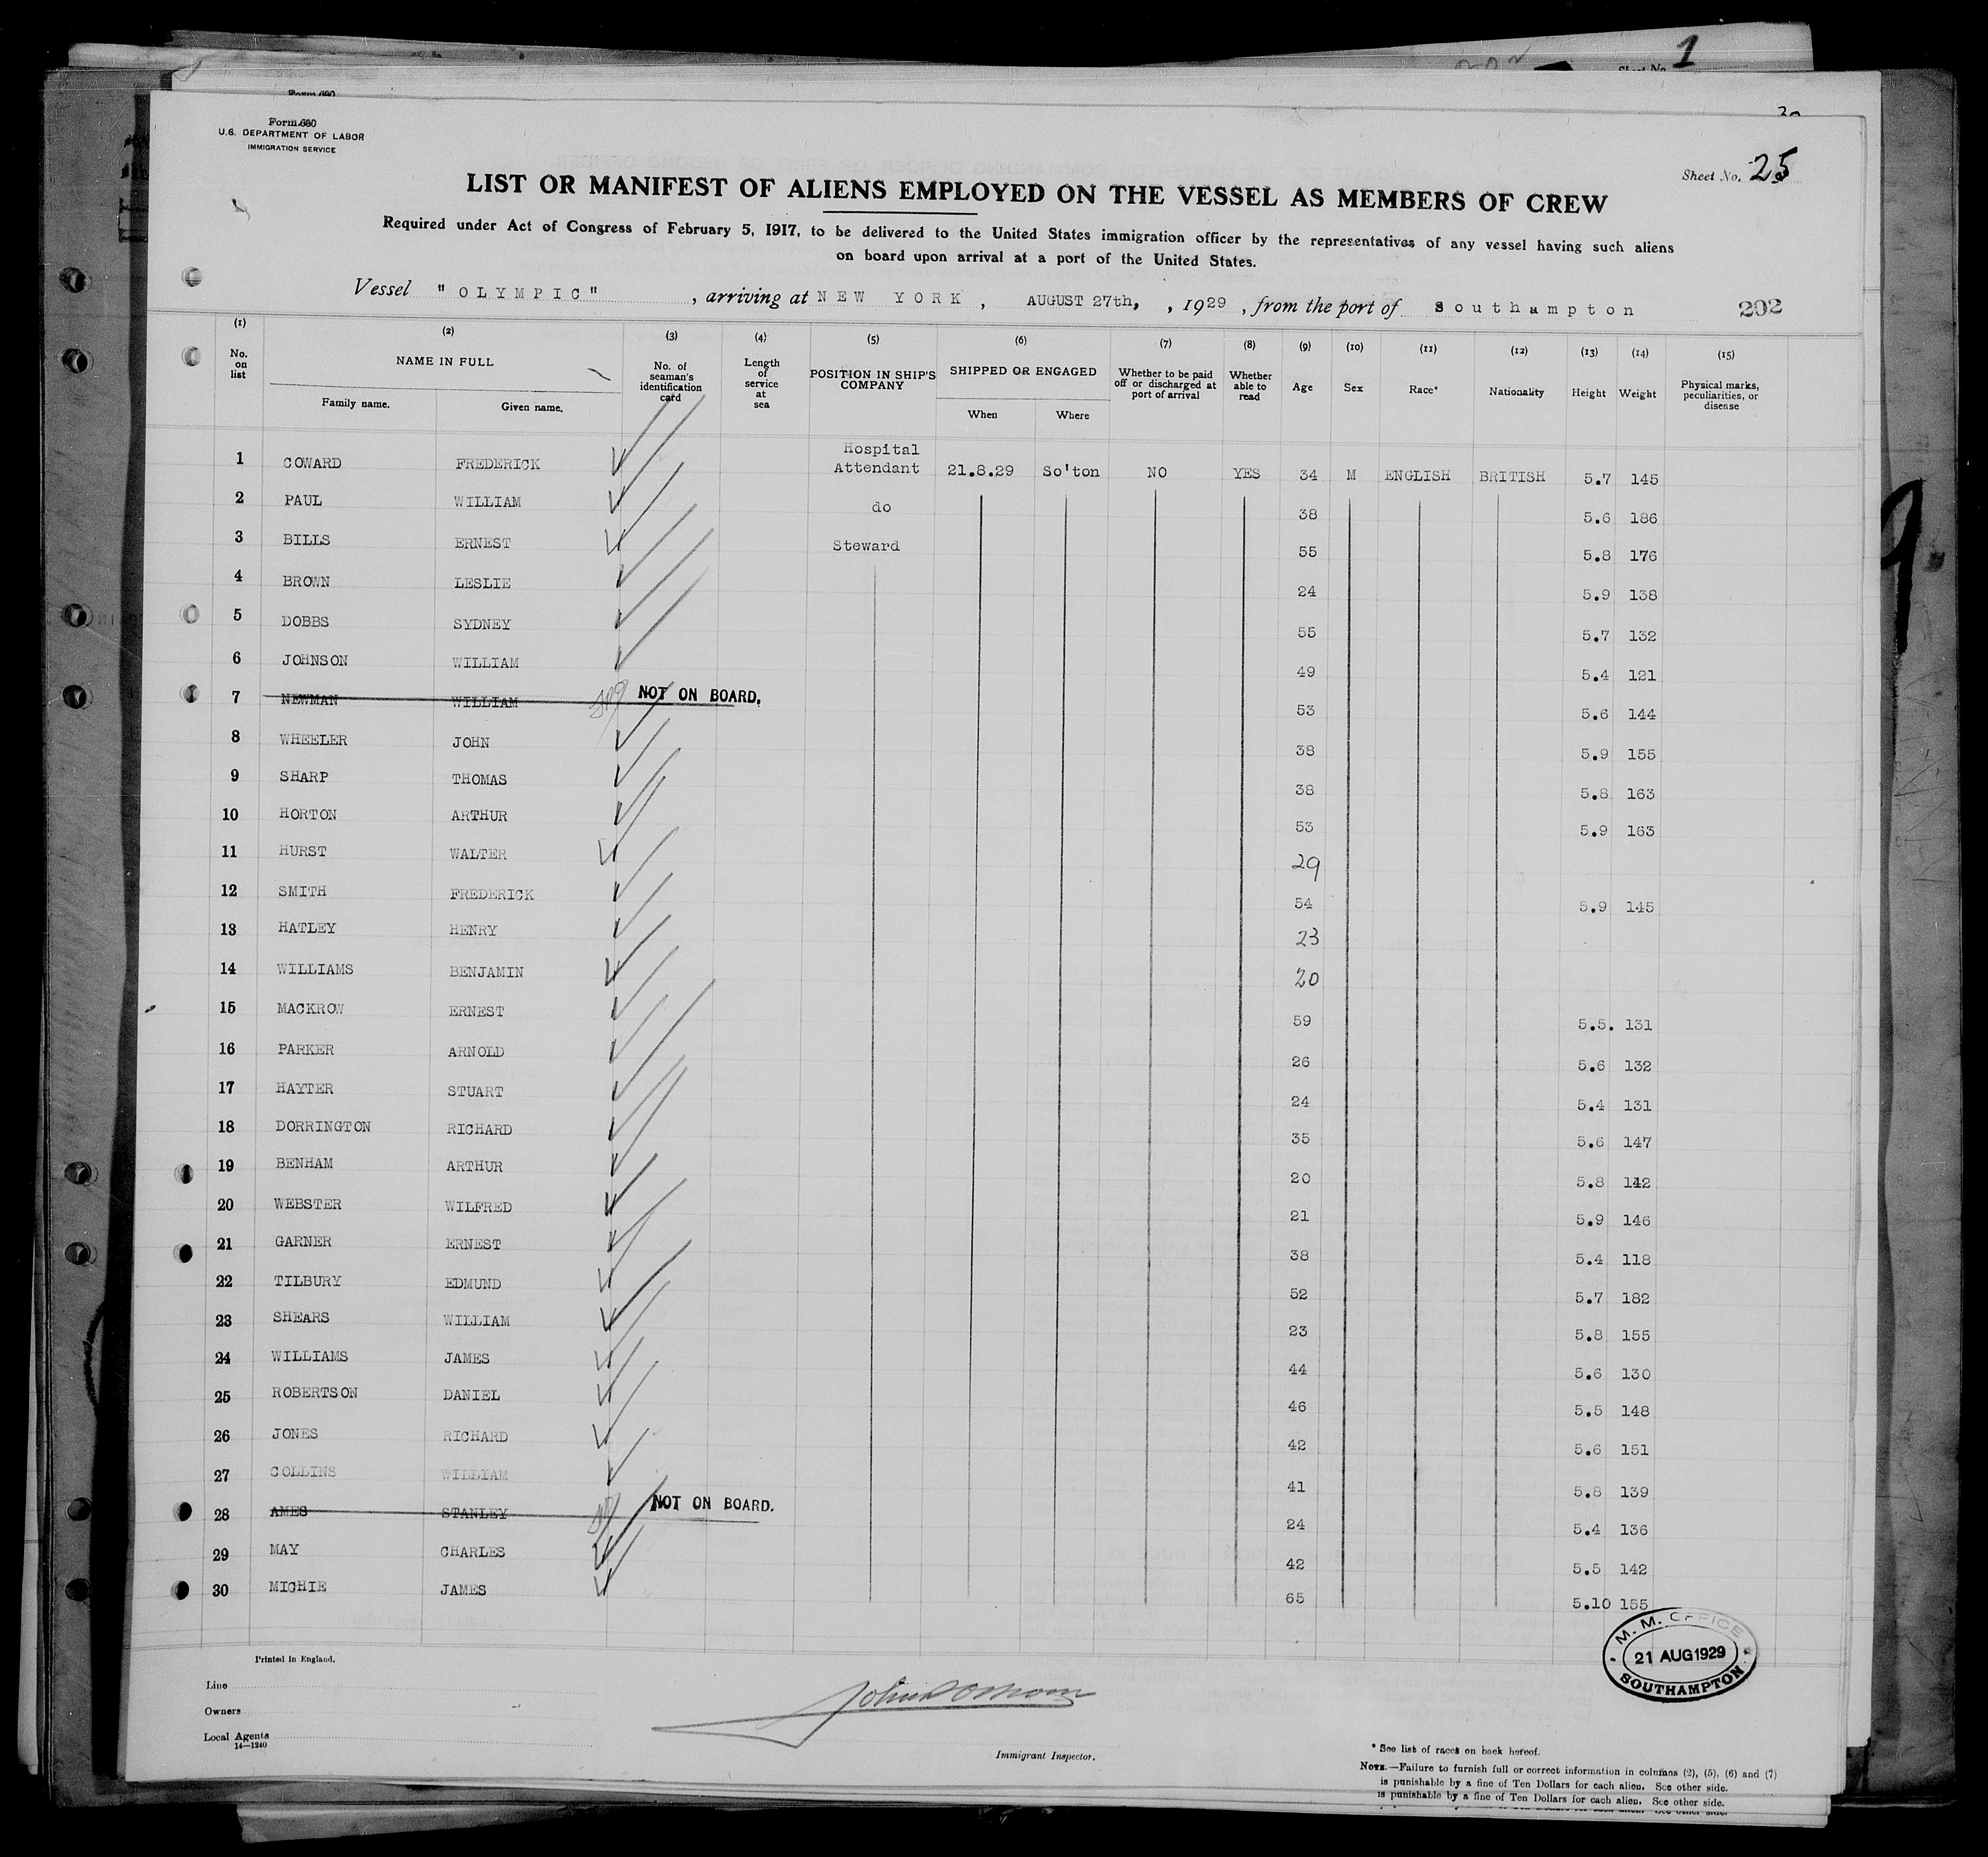 1
Sheet No.
Form 680
Form 680
U.S. DEPARTMENT OF LABOR
IMMIGRATION SERVICE
Sheet No. 25
LIST OR MANIFEST OF ALIENS EMPLOYED ON THE VESSEL AS MEMBERS OF CREW
Required under Act of Congress of February 5, 1917, to be delivered to the United States immigration officer by the representatives of any vessel having such aliens
on board upon arrival at a port of the United States.
Vessel "OLYMPIC", arriving at NEW YORK, AUGUST 27th, , 1929, from the port of Southampton 202
(1) (2) (3) (4) (5) (6) (7) (8) (9) (10) (11) (12) (13) (14) (15)
No. on list NAME IN FULL Family name. Given name. No. of seaman's identification card Length of service at sea POSITION IN SHIP'S COMPANY SHIPPED OR ENGAGED When Where Whether to be paid off or discharged at port of arrival Whether able to read Age Sex Race* Nationality Height Weight Physical marks, peculiarities, or disease
1 COWARD FREDERICK Hospital Attendant 21.8.29 So'ton NO YES 34 M ENGLISH BRITISH 5.7 145
2 PAUL WILLIAM do 38 5.6 186
3 BILLS ERNEST Steward 55 5.8 176
4 BROWN LESLIE 24 5.9 138
5 DOBBS SYDNEY 55 5.7 132
6 JOHNSON WILLIAM 49 5.4 121
7 NEWMAN WILLIAM NOT ON BOARD. 53 5.6 144
8 WHEELER JOHN 38 5.9 155
9 SHARP THOMAS 38 5.8 163
10 HORTON ARTHUR 53 5.9 163
11 HURST WALTER 29
12 SMITH FREDERICK 54 5.9 145
13 HATLEY HENRY 23
14 WILLIAMS BENJAMIN 20
15 MACKROW ERNEST 59 5.5. 131
16 PARKER ARNOLD 26 5.6 132
17 HAYTER STUART 24 5.4 131
18 DORRINGTON RICHARD 35 5.6 147
19 BENHAM ARTHUR 20 5.8 142
20 WEBSTER WILFRED 21 5.9 146
21 GARNER ERNEST 38 5.4 118
22 TILBURY EDMUND 52 5.7 182
23 SHEARS WILLIAM 23 5.8 155
24 WILLIAMS JAMES 44 5.6 130
25 ROBERTSON DANIEL 46 5.5 148
26 JONES RICHARD 42 5.6 151
27 COLLINS WILLIAM 41 5.8 139
28 AMES STANLEY NOT ON BOARD. 24 5.4 136
29 MAY CHARLES 42 5.5 142
30 MICHIE JAMES 65 5.10 155
M. M. OFFICE
21 AUG 1929
SOUTHAMPTON
Printed in England.
Line
Owners
Local Agents
14—1240
Immigrant Inspector.
* See list of races on back hereof.
NOTE.—Failure to furnish full or correct information in columns (2), (5), (6) and (7)
is punishable by a fine of Ten Dollars for each alien. See other side.
is punishable by a fine of Ten Dollars for each alien. See other side.